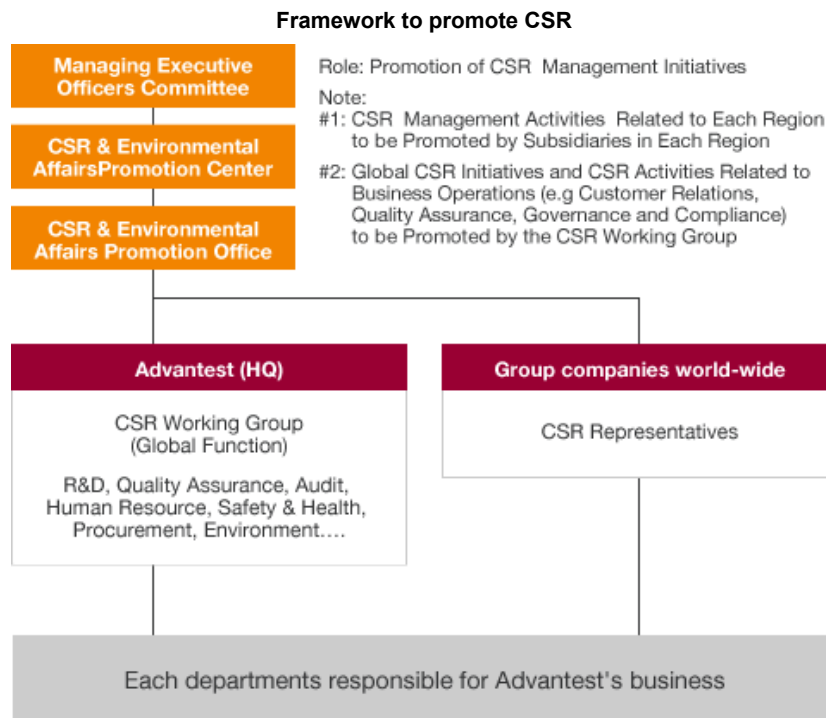 Framework to promote CSR
Managing Executive
Officers Committee
CSR & Environmental
AffairsPromotion Center
CSR & Environmental
Affairs Promotion Office
Role: Promotion of CSR Management Initiatives
Note:
#1: CSR Management Activities Related to Each Region
to be Promoted by Subsidiaries in Each Region
#2: Global CSR Initiatives and CSR Activities Related to
Business Operations (e.g Customer Relations,
Quality Assurance, Governance and Compliance)
to be Promoted by the CSR Working Group
Advantest (HQ)
CSR Working Group
(Global Function)
R&D, Quality Assurance, Audit,
Human Resource, Safety & Health,
Procurement, Environment....
Group companies world-wide
CSR Representatives
Each departments responsible for Advantest's business